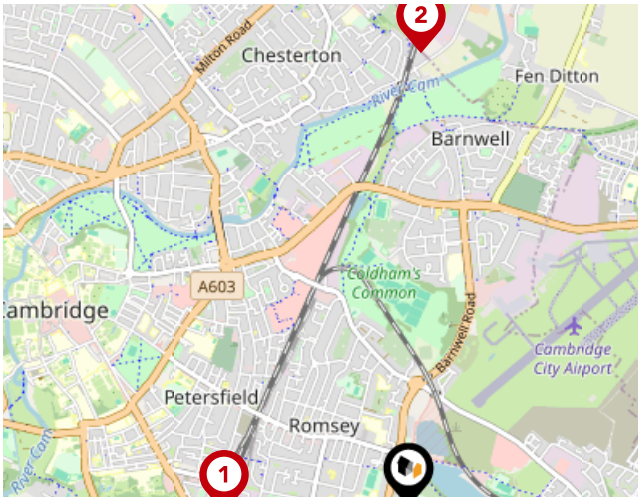 2
Milton Road
Chesterton
Fen Ditton
River Cam
Barnwell
Coldham's
Common
A603
Cambridge
Barnwell Road
Cambridge
City Airport
Petersfield
Romsey
1
River Cam